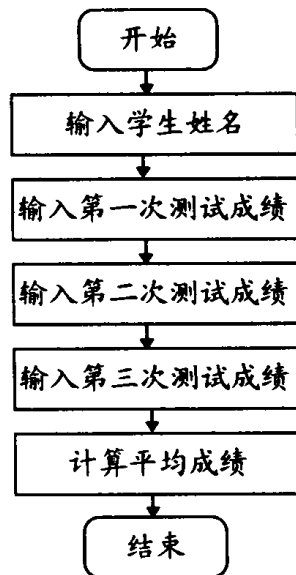 开始
输入学生姓名
输入第一次测试成绩
输入第二次测试成绩
输入第三次测试成绩
计算平均成绩
结束